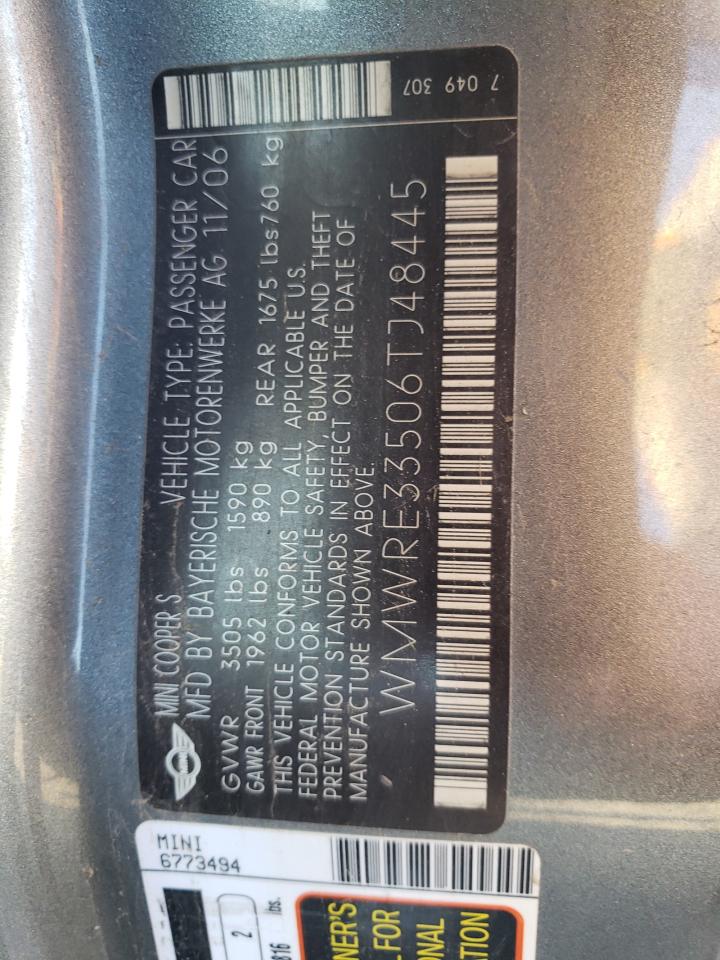 MINI COOPER S VEHICLE TYPE: PASSENGER CAR
MFD BY BAYERISCHE MOTORENWERKE AG 11/06
GVWR 3505 lbs 1590 kg
GAWR FRONT 1962 lbs 890 kg REAR 1675 lbs 760 kg
THIS VEHICLE CONFORMS TO ALL APPLICABLE U.S.
FEDERAL MOTOR VEHICLE SAFETY, BUMPER AND THEFT
PREVENTION STANDARDS IN EFFECT ON THE DATE OF
MANUFACTURE SHOWN ABOVE.
WMWRE33506TJ48445
7 049 307
MINI
6773494
2
816 lbs.
NER'S
L FOR
ONAL
ATION